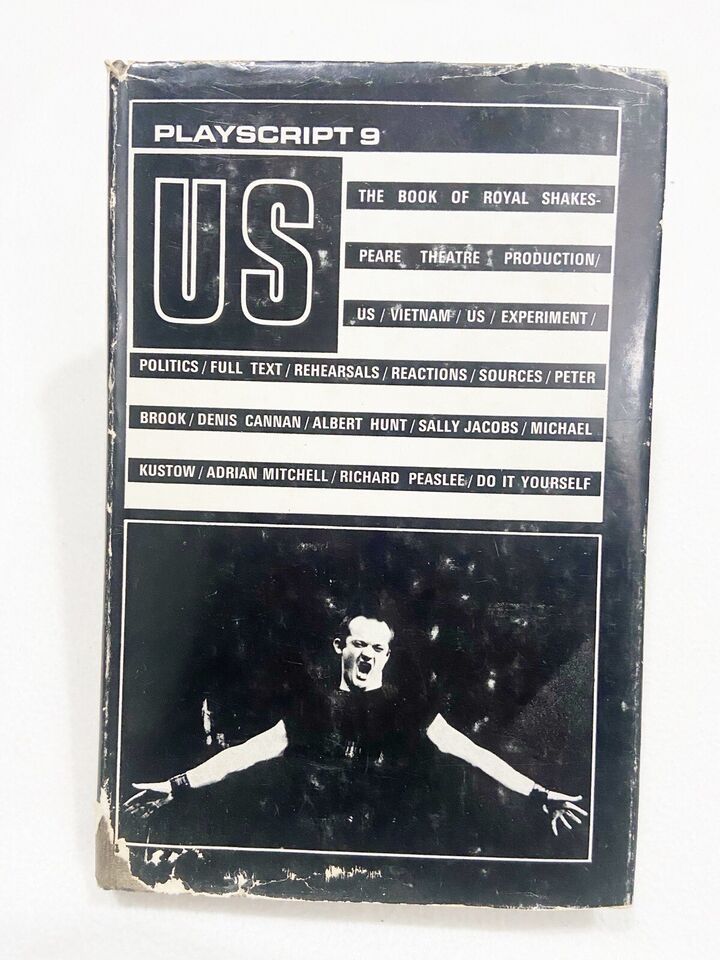 PLAYSCRIPT 9
US
THE BOOK OF ROYAL SHAKES-
PEARE THEATRE PRODUCTION/
US / VIETNAM / US / EXPERIMENT /
POLITICS / FULL TEXT / REHEARSALS / REACTIONS / SOURCES / PETER
BROOK / DENIS CANNAN / ALBERT HUNT / SALLY JACOBS / MICHAEL
KUSTOW / ADRIAN MITCHELL / RICHARD PEASLEE / DO IT YOURSELF